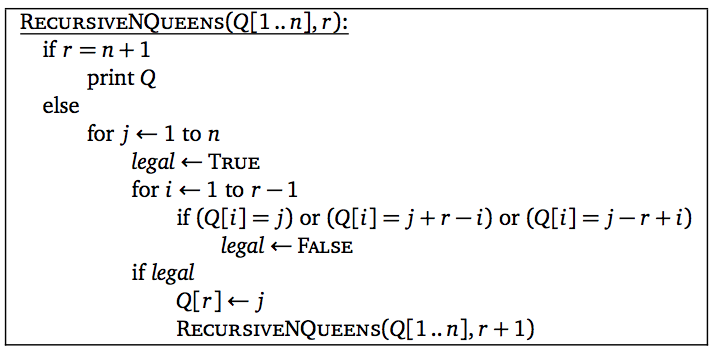 RECURSIVENQUEENS(Q[1..n], r):
if r = n + 1
print Q
else
for j ← 1 to n
legal ← TRUE
for i ← 1 to r − 1
if (Q[i] = j) or (Q[i] = j + r − i) or (Q[i] = j − r + i)
legal ← FALSE
if legal
Q[r] ← j
RECURSIVENQUEENS(Q[1..n], r + 1)